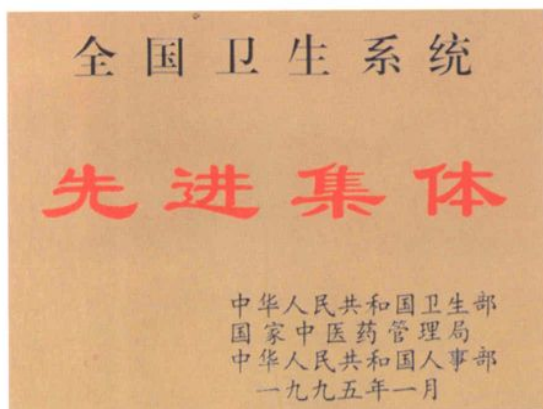 全国卫生系统
先进集体
中华人民共和国卫生部
国家中医药管理局
中华人民共和国人事部
一九九五年一月